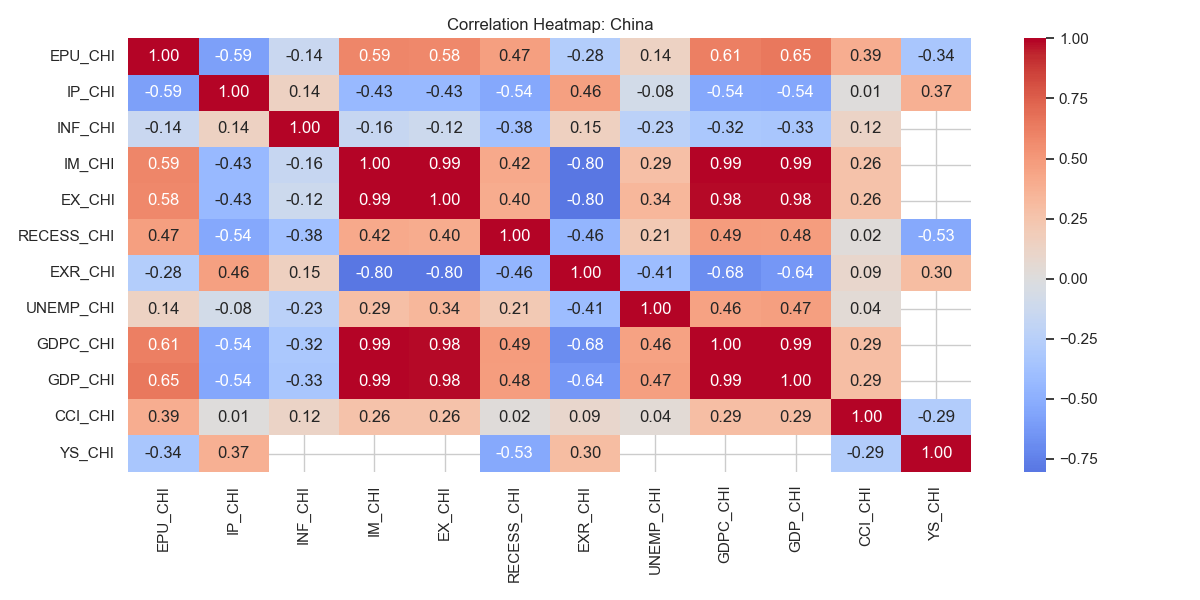 Correlation Heatmap: China
EPU_CHI 1.00 -0.59 -0.14 0.59 0.58 0.47 -0.28 0.14 0.61 0.65 0.39 -0.34
IP_CHI -0.59 1.00 0.14 -0.43 -0.43 -0.54 0.46 -0.08 -0.54 -0.54 0.01 0.37
INF_CHI -0.14 0.14 1.00 -0.16 -0.12 -0.38 0.15 -0.23 -0.32 -0.33 0.12
IM_CHI 0.59 -0.43 -0.16 1.00 0.99 0.42 -0.80 0.29 0.99 0.99 0.26
EX_CHI 0.58 -0.43 -0.12 0.99 1.00 0.40 -0.80 0.34 0.98 0.98 0.26
RECESS_CHI 0.47 -0.54 -0.38 0.42 0.40 1.00 -0.46 0.21 0.49 0.48 0.02 -0.53
EXR_CHI -0.28 0.46 0.15 -0.80 -0.80 -0.46 1.00 -0.41 -0.68 -0.64 0.09 0.30
UNEMP_CHI 0.14 -0.08 -0.23 0.29 0.34 0.21 -0.41 1.00 0.46 0.47 0.04
GDPC_CHI 0.61 -0.54 -0.32 0.99 0.98 0.49 -0.68 0.46 1.00 0.99 0.29
GDP_CHI 0.65 -0.54 -0.33 0.99 0.98 0.48 -0.64 0.47 0.99 1.00 0.29
CCI_CHI 0.39 0.01 0.12 0.26 0.26 0.02 0.09 0.04 0.29 0.29 1.00 -0.29
YS_CHI -0.34 0.37 -0.53 0.30 -0.29 1.00
EPU_CHI IP_CHI INF_CHI IM_CHI EX_CHI RECESS_CHI EXR_CHI UNEMP_CHI GDPC_CHI GDP_CHI CCI_CHI YS_CHI
1.00
0.75
0.50
0.25
0.00
−0.25
−0.50
−0.75